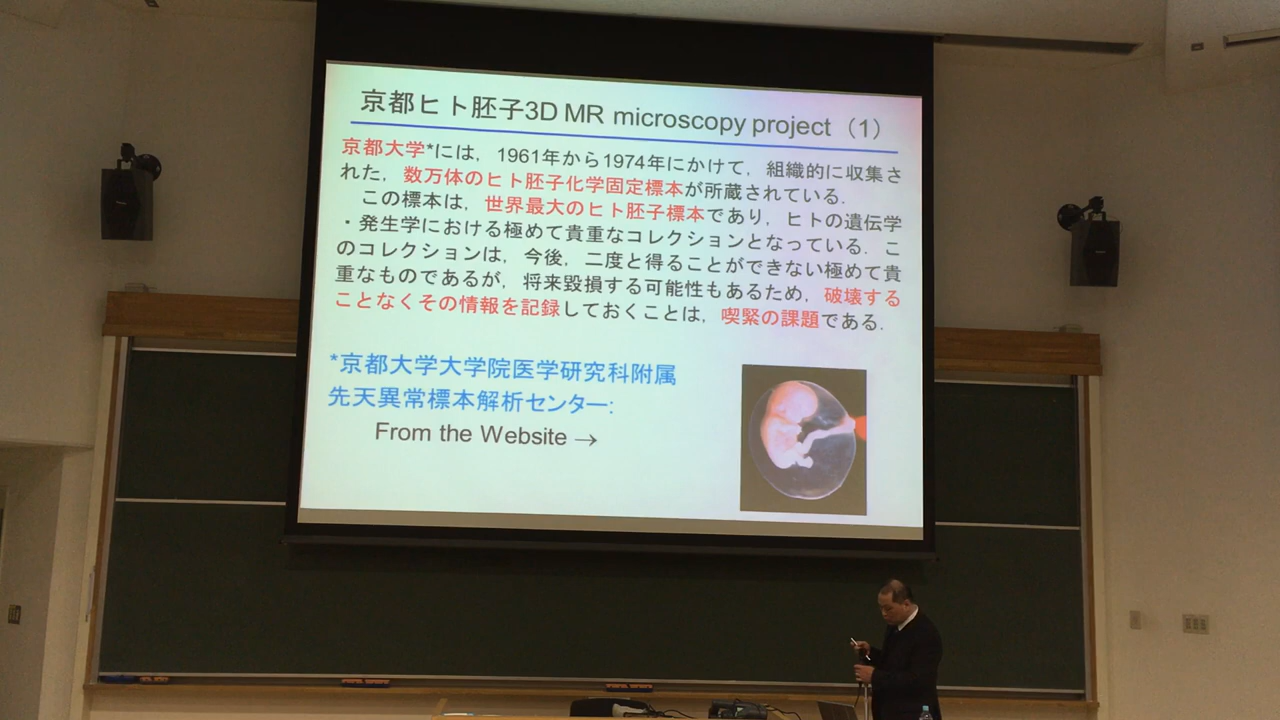 京都ヒト胚子3D MR microscopy project（1）
京都大学*には，1961年から1974年にかけて，組織的に収集さ
れた，数万体のヒト胚子化学固定標本が所蔵されている．
この標本は，世界最大のヒト胚子標本であり，ヒトの遺伝学
・発生学における極めて貴重なコレクションとなっている．こ
のコレクションは，今後，二度と得ることができない極めて貴
重なものであるが，将来毀損する可能性もあるため，破壊する
ことなくその情報を記録しておくことは，喫緊の課題である．
*京都大学大学院医学研究科附属
先天異常標本解析センター:
From the Website →